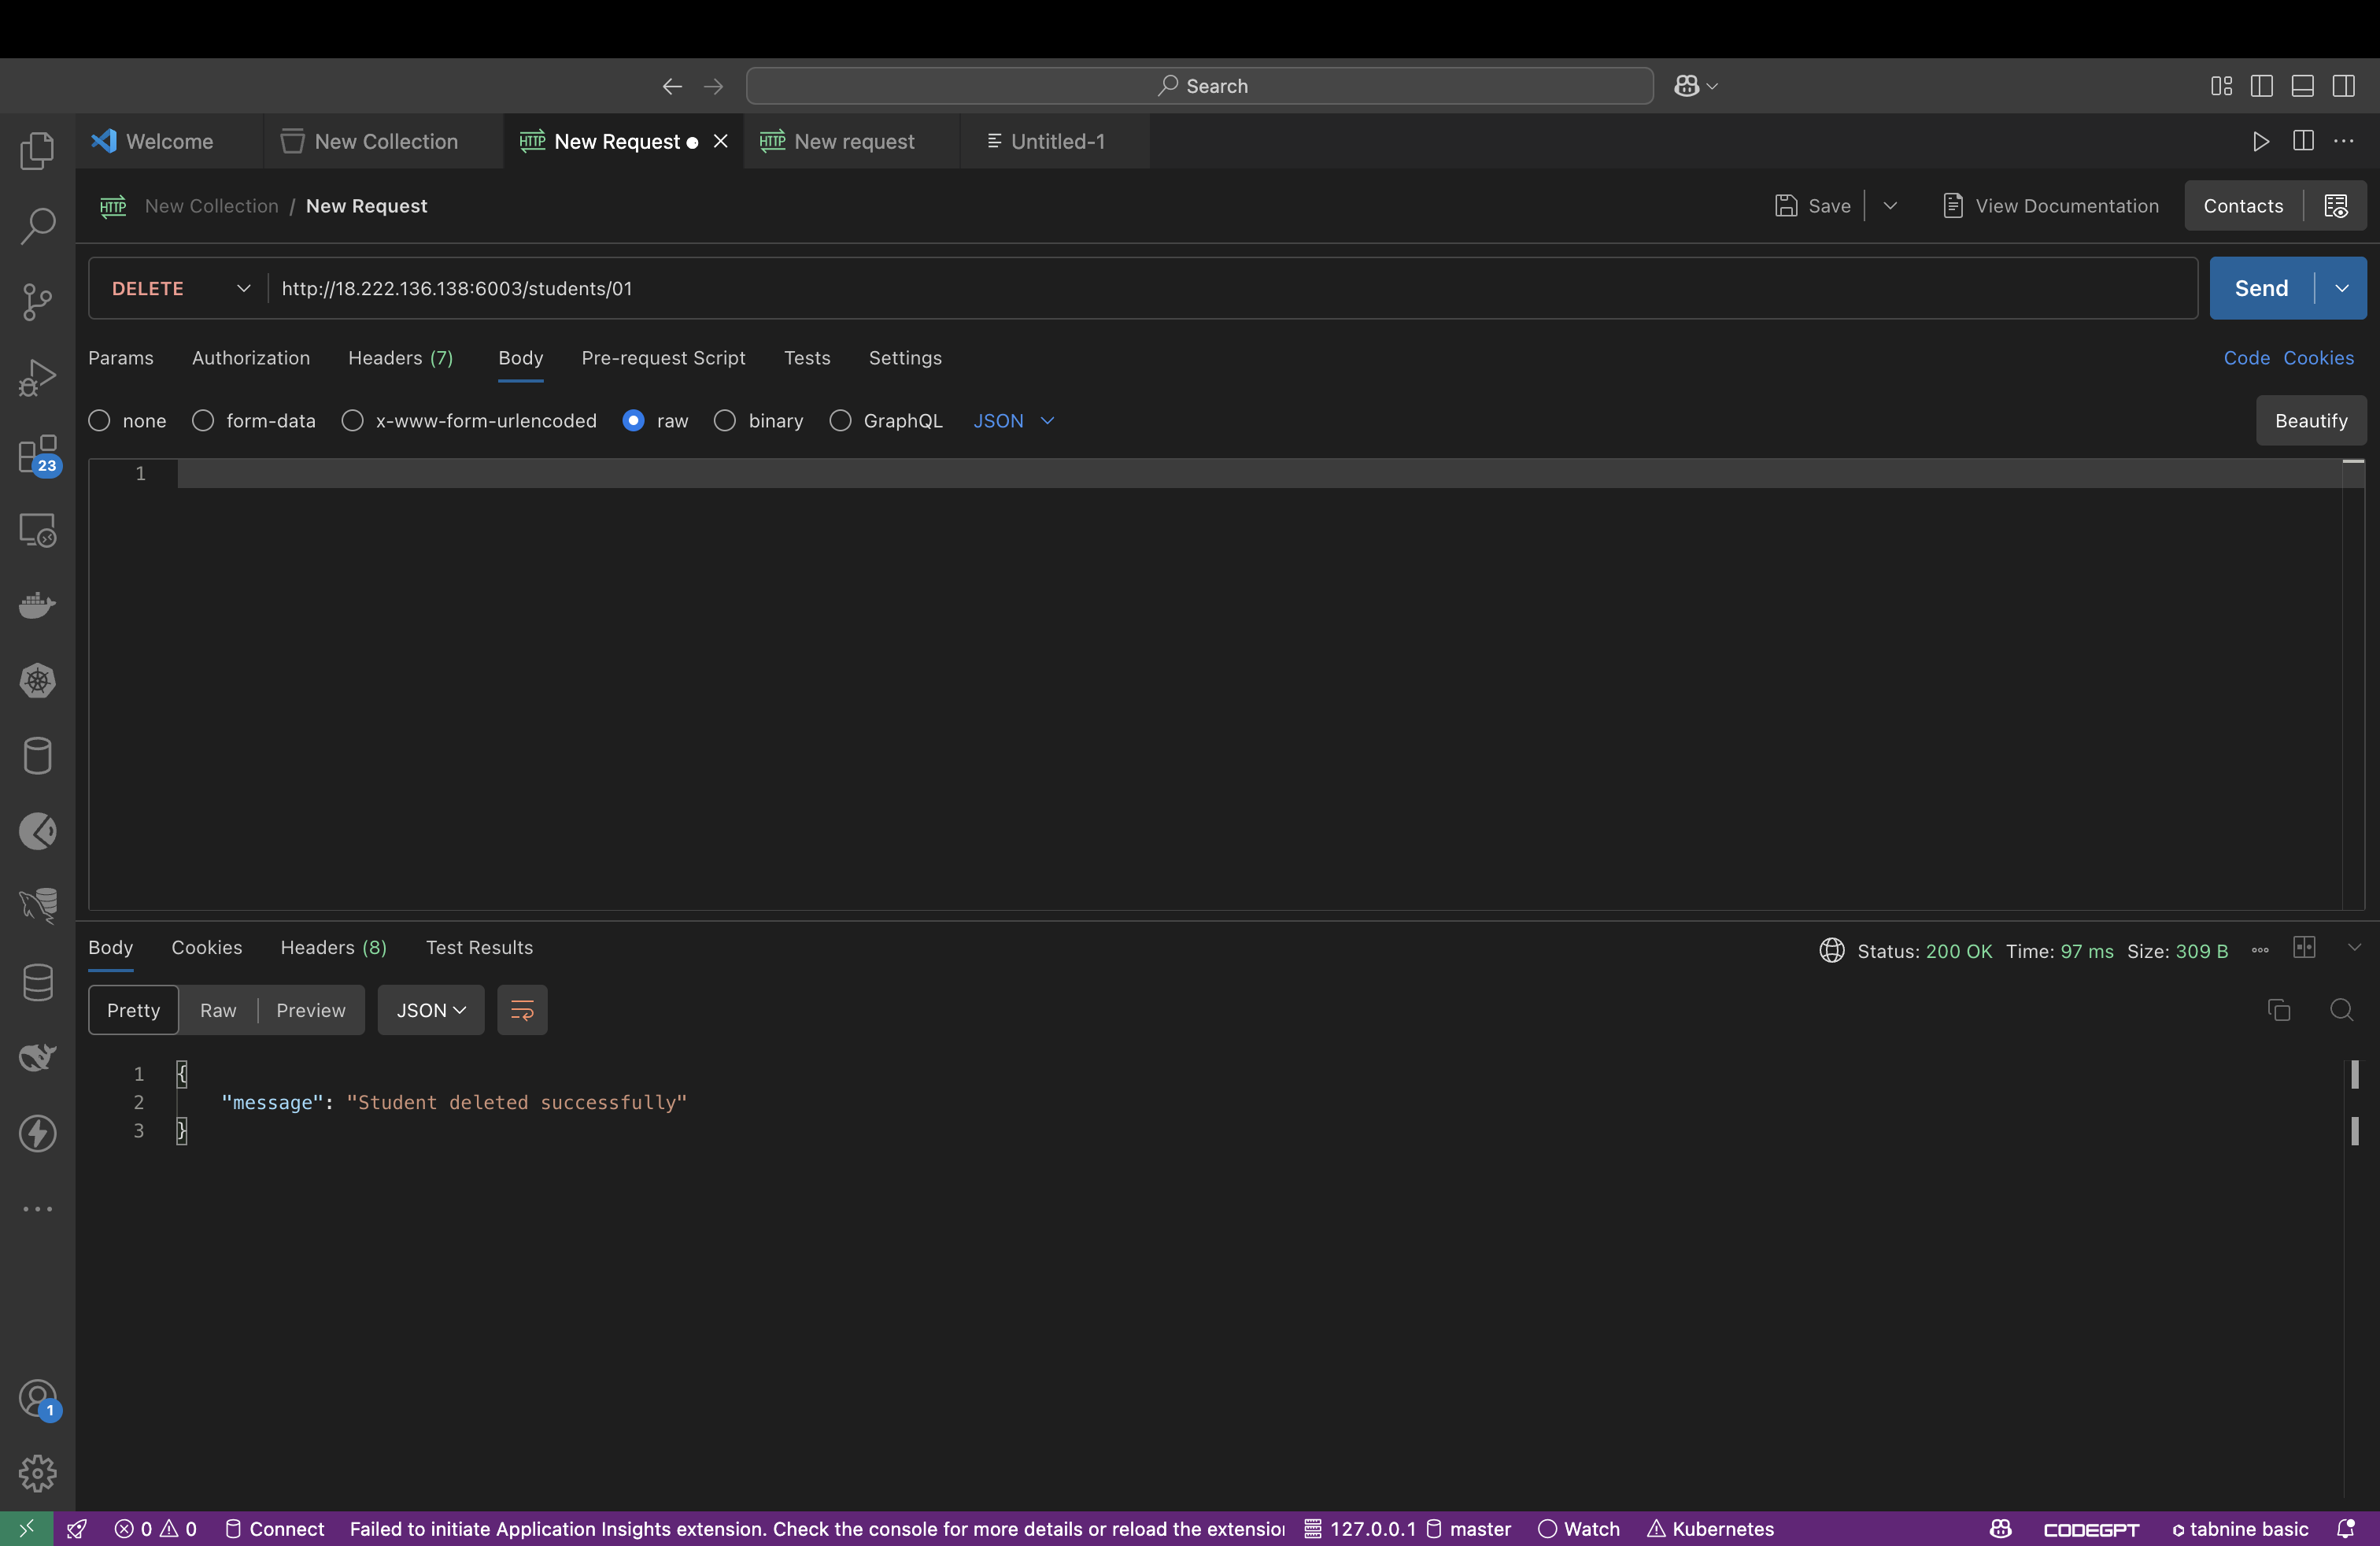 Search
Welcome
New Collection
HTTP New Request
HTTP New request
Untitled-1
HTTP New Collection / New Request
Save
View Documentation
Contacts
DELETE
http://18.222.136.138:6003/students/01
Send
Params Authorization Headers (7) Body Pre-request Script Tests Settings
Code Cookies
none form-data x-www-form-urlencoded raw binary GraphQL JSON
Beautify
1
23
Body Cookies Headers (8) Test Results
Status: 200 OK Time: 97 ms Size: 309 B
Pretty Raw Preview JSON
1 {
2 "message": "Student deleted successfully"
3 }
1
0 0 Connect Failed to initiate Application Insights extension. Check the console for more details or reload the 127.0.0.1 master Watch Kubernetes CODEGPT tabnine basic